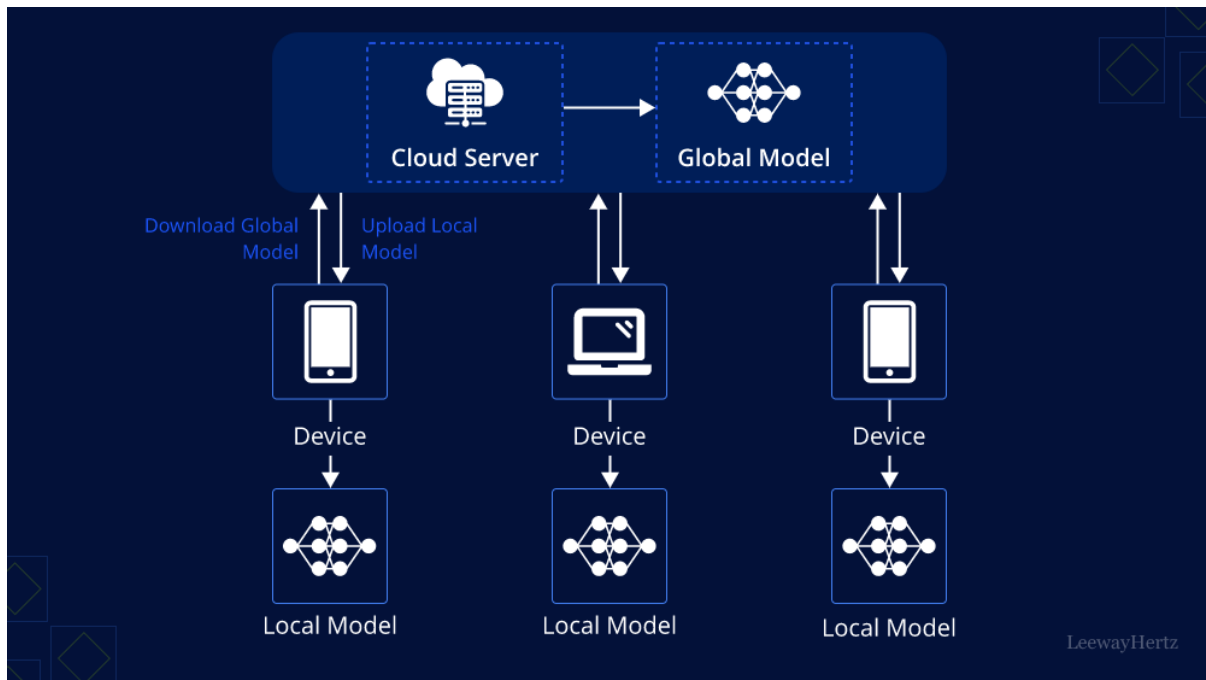 Cloud Server
Global Model
Download Global
Model
Upload Local
Model
Device
Device
Device
Local Model
Local Model
Local Model
LeewayHertz